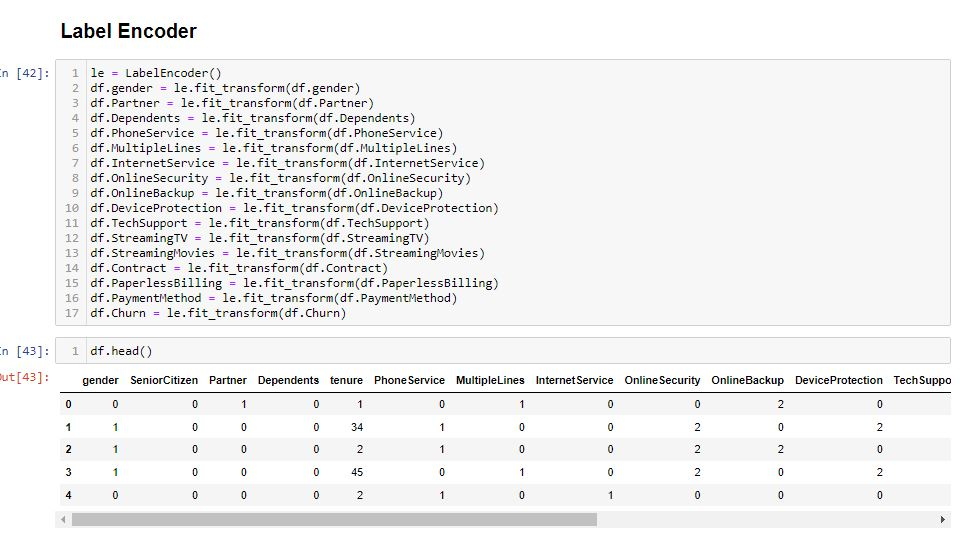 Label Encoder
In [42]:
1 le = LabelEncoder()
2 df.gender = le.fit_transform(df.gender)
3 df.Partner = le.fit_transform(df.Partner)
4 df.Dependents = le.fit_transform(df.Dependents)
5 df.PhoneService = le.fit_transform(df.PhoneService)
6 df.MultipleLines = le.fit_transform(df.MultipleLines)
7 df.InternetService = le.fit_transform(df.InternetService)
8 df.OnlineSecurity = le.fit_transform(df.OnlineSecurity)
9 df.OnlineBackup = le.fit_transform(df.OnlineBackup)
10 df.DeviceProtection = le.fit_transform(df.DeviceProtection)
11 df.TechSupport = le.fit_transform(df.TechSupport)
12 df.StreamingTV = le.fit_transform(df.StreamingTV)
13 df.StreamingMovies = le.fit_transform(df.StreamingMovies)
14 df.Contract = le.fit_transform(df.Contract)
15 df.PaperlessBilling = le.fit_transform(df.PaperlessBilling)
16 df.PaymentMethod = le.fit_transform(df.PaymentMethod)
17 df.Churn = le.fit_transform(df.Churn)
In [43]:
1 df.head()
Out[43]:
gender SeniorCitizen Partner Dependents tenure PhoneService MultipleLines InternetService OnlineSecurity OnlineBackup DeviceProtection TechSuppo
0 0 0 1 0 1 0 1 0 0 2 0
1 1 0 0 0 34 1 0 0 2 0 2
2 1 0 0 0 2 1 0 0 2 2 0
3 1 0 0 0 45 0 1 0 2 0 2
4 0 0 0 0 2 1 0 1 0 0 0